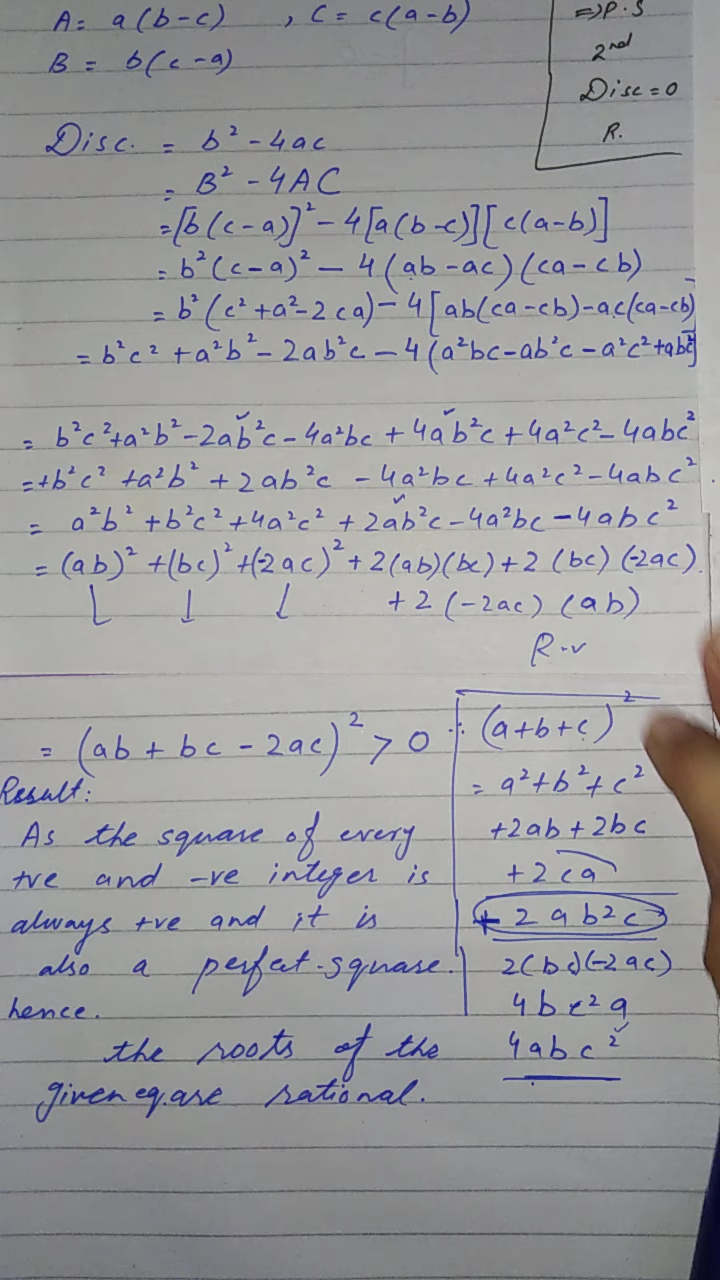 A = a(b-c) , C = c(a-b)
B = b(c-a)
=> P.S
2nd
Disc = 0
R.
Disc. = b² - 4ac
= B² - 4AC
= [b(c-a)]² - 4[a(b-c)][c(a-b)]
= b²(c-a)² - 4(ab-ac)(ca-cb)
= b²(c²+a²-2ca) - 4[ab(ca-cb)-ac(ca-cb)
= b²c² + a²b² - 2ab²c - 4(a²bc-ab²c-a²c²+abc²]
= b²c²+a²b²-2ab²c-4a²bc+4ab²c+4a²c²-4abc²
= +b²c² +a²b² + 2ab²c - 4a²bc +4a²c²-4abc²
= a²b² +b²c² +4a²c² + 2ab²c-4a²bc-4abc²
= (ab)² +(bc)² +(-2ac)² + 2(ab)(bc) + 2(bc)(-2ac)
+ 2(-2ac)(ab)
= (ab + bc - 2ac)² > 0
Result:
As the square of every
+ve and -ve integer is
always +ve and it is
also a perfect-square.
hence.
the roots of the
given eq. are rational.
∴ (a+b+c)²
= a²+b²+c²
+2ab+2bc
+2ca
+2ab²c
2(bc)(-2ac)
4bc²a
4abc²